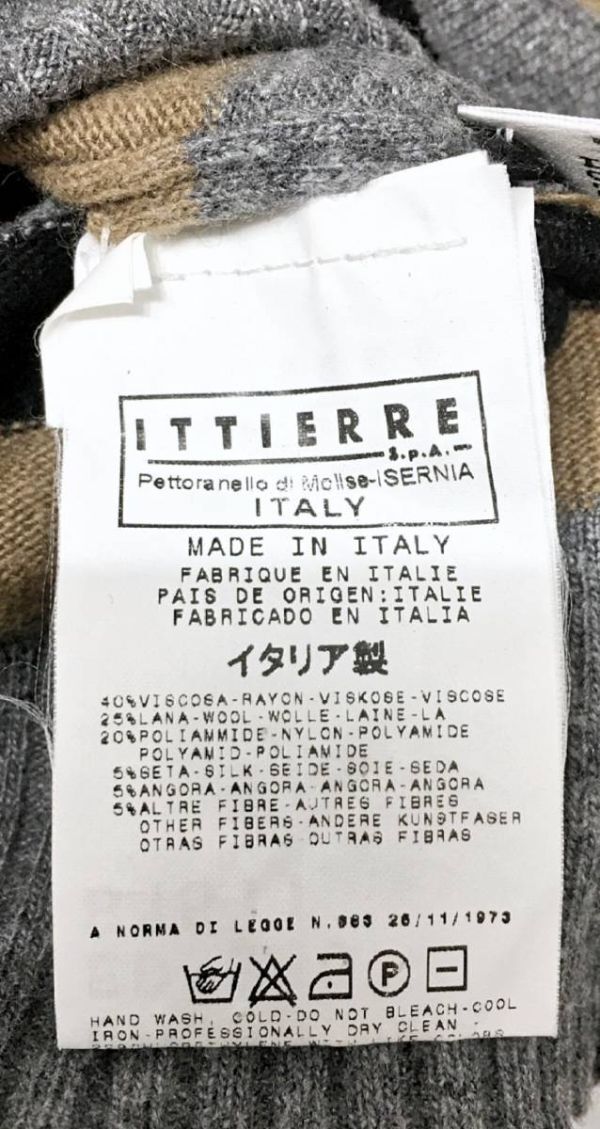 ITTIERRE
S.p.A.
Pettoranello di Molise-ISERNIA
ITALY
MADE IN ITALY
FABRIQUE EN ITALIE
PAIS DE ORIGEN:ITALIE
FABRICADO EN ITALIA
イタリア製
40%VISCOSA-RAYON-VISKOSE-VISCOSE
25%LANA-WOOL-WOLLE-LAINE-LA
20%POLIAMMIDE-NYLON-POLYAMIDE
POLYAMID-POLIAMIDE
5%SETA-SILK-SEIDE-SOIE-SEDA
5%ANGORA-ANGORA-ANGORA-ANGORA
5%ALTRE FIBRE-AUTRES FIBRES
OTHER FIBERS-ANDERE KUNSTFASER
OTRAS FIBRAS-OUTRAS FIBRAS
A NORMA DI LEGGE N.883 26/11/1973
P
HAND WASH, COLD-DO NOT BLEACH-COOL
IRON-PROFESSIONALLY DRY CLEAN